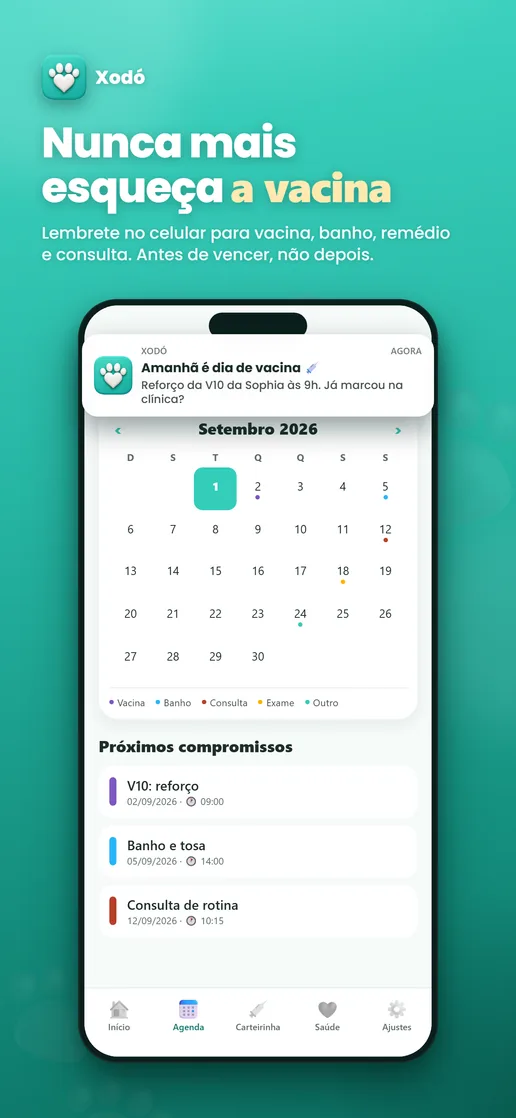 Xodó
Nunca mais
esqueça a vacina
Lembrete no celular para vacina, banho, remédio
e consulta. Antes de vencer, não depois.
XODÓ AGORA
Amanhã é dia de vacina 💉
Reforço da V10 da Sophia às 9h. Já marcou na
clínica?
‹ Setembro 2026 ›
D S T Q Q S S
1 2 3 4 5
6 7 8 9 10 11 12
13 14 15 16 17 18 19
20 21 22 23 24 25 26
27 28 29 30
Vacina Banho Consulta Exame Outro
Próximos compromissos
V10: reforço
02/09/2026 · 🕐 09:00
Banho e tosa
05/09/2026 · 🕐 14:00
Consulta de rotina
12/09/2026 · 🕐 10:15
Início Agenda Carteirinha Saúde Ajustes